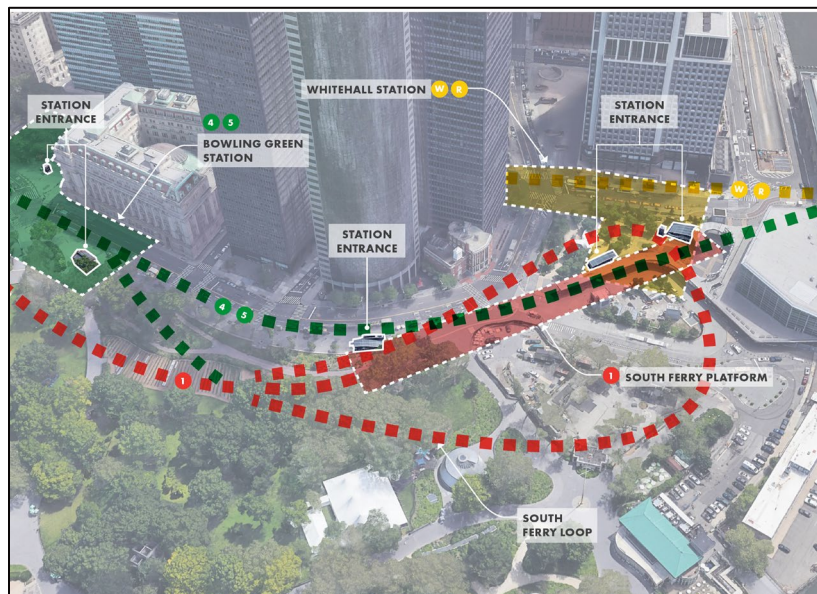 WHITEHALL STATION W R
STATION
ENTRANCE
STATION
ENTRANCE
4 5
BOWLING GREEN
STATION
W R
STATION
ENTRANCE
4 5
1
1 SOUTH FERRY PLATFORM
SOUTH
FERRY LOOP